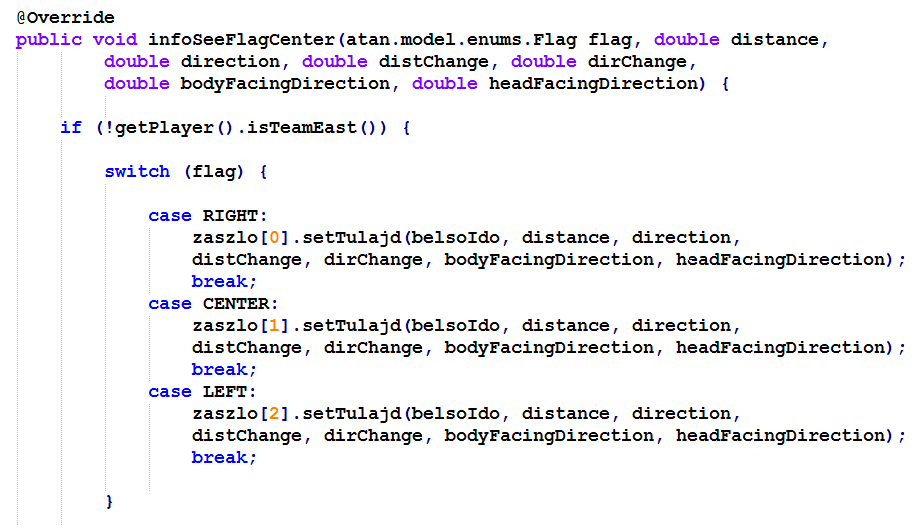 @Override
public void infoSeeFlagCenter(atan.model.enums.Flag flag, double distance,
        double direction, double distChange, double dirChange,
        double bodyFacingDirection, double headFacingDirection) {
    if (!getPlayer().isTeamEast()) {
        switch (flag) {
            case RIGHT:
                zaszlo[0].setTulajd(belsoIdo, distance, direction,
                distChange, dirChange, bodyFacingDirection, headFacingDirection);
                break;
            case CENTER:
                zaszlo[1].setTulajd(belsoIdo, distance, direction,
                distChange, dirChange, bodyFacingDirection, headFacingDirection);
                break;
            case LEFT:
                zaszlo[2].setTulajd(belsoIdo, distance, direction,
                distChange, dirChange, bodyFacingDirection, headFacingDirection);
                break;
        }